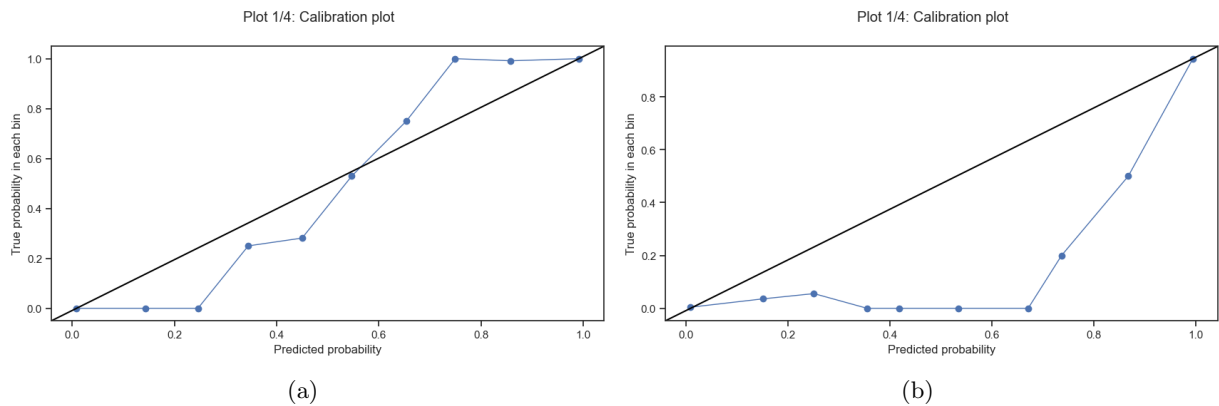 Plot 1/4: Calibration plot
True probability in each bin
1.0
0.8
0.6
0.4
0.2
0.0
0.0 0.2 0.4 0.6 0.8 1.0
Predicted probability
(a)
Plot 1/4: Calibration plot
True probability in each bin
0.8
0.6
0.4
0.2
0.0
0.0 0.2 0.4 0.6 0.8 1.0
Predicted probability
(b)